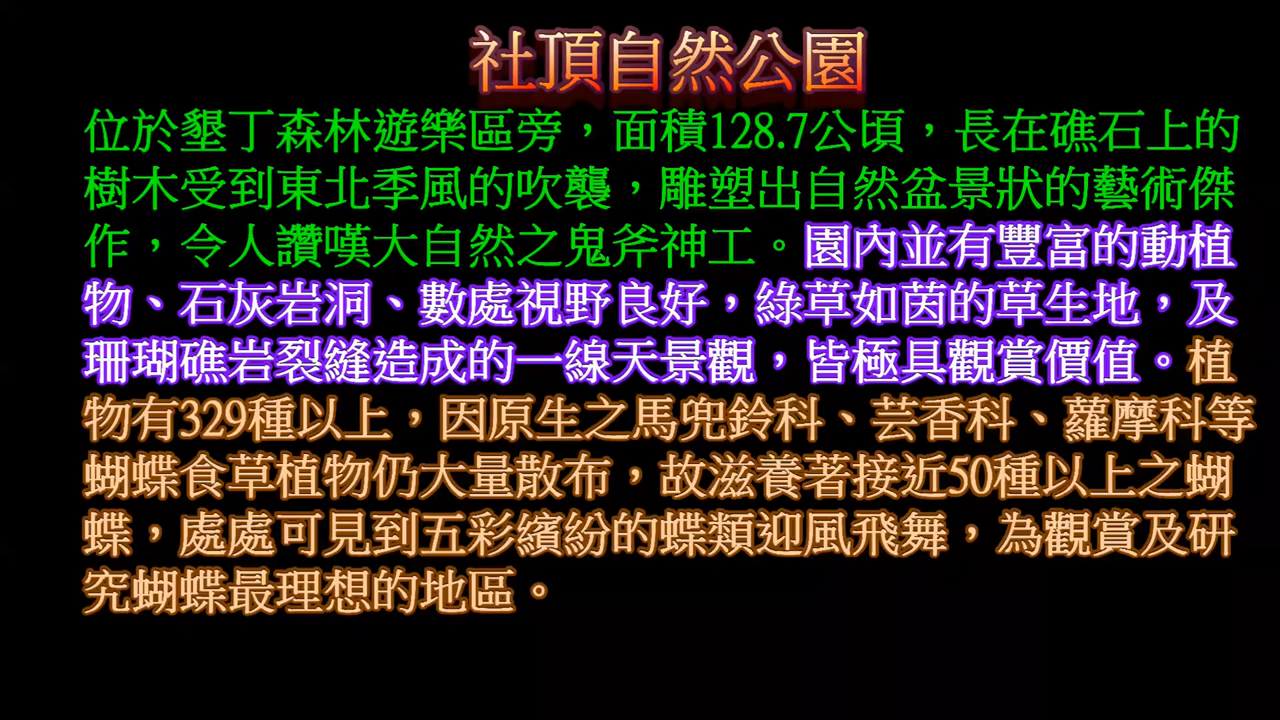 社頂自然公園
位於墾丁森林遊樂區旁，面積128.7公頃，長在礁石上的
樹木受到東北季風的吹襲，雕塑出自然盆景狀的藝術傑
作，令人讚嘆大自然之鬼斧神工。園內並有豐富的動植
物、石灰岩洞、數處視野良好，綠草如茵的草生地，及
珊瑚礁岩裂縫造成的一線天景觀，皆極具觀賞價值。植
物有329種以上，因原生之馬兜鈴科、芸香科、蘿摩科等
蝴蝶食草植物仍大量散布，故滋養著接近50種以上之蝴
蝶，處處可見到五彩繽紛的蝶類迎風飛舞，為觀賞及研
究蝴蝶最理想的地區。